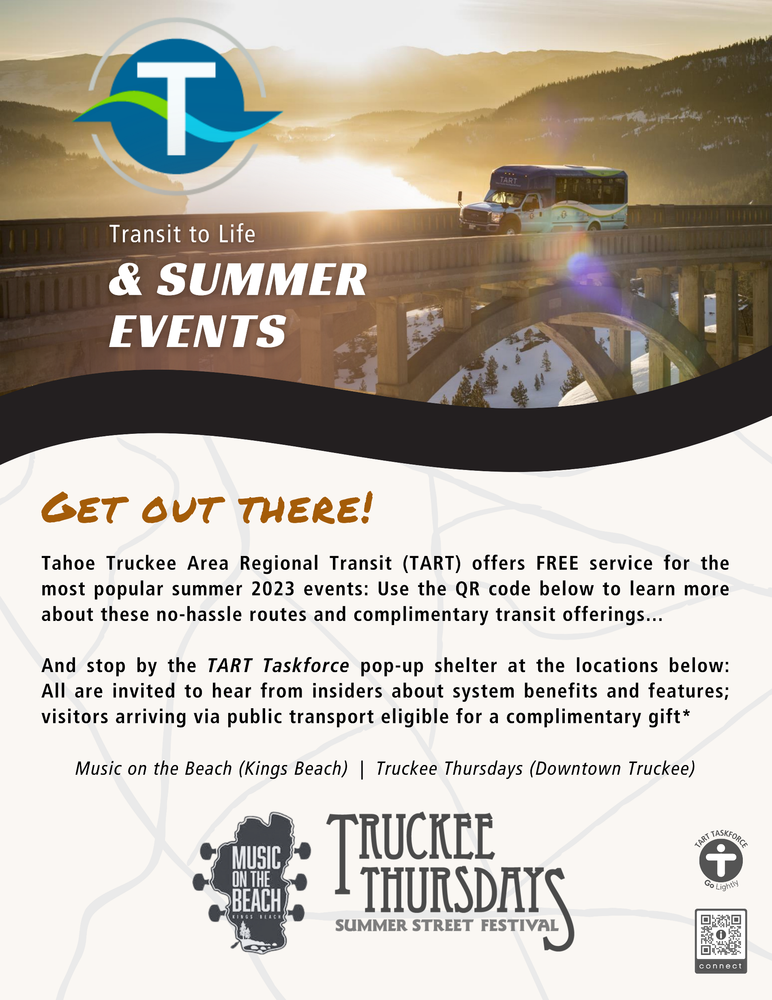 T
TART
Transit to Life
& SUMMER
EVENTS
GET OUT THERE!
Tahoe Truckee Area Regional Transit (TART) offers FREE service for the
most popular summer 2023 events: Use the QR code below to learn more
about these no-hassle routes and complimentary transit offerings...
And stop by the TART Taskforce pop-up shelter at the locations below:
All are invited to hear from insiders about system benefits and features;
visitors arriving via public transport eligible for a complimentary gift*
Music on the Beach (Kings Beach) | Truckee Thursdays (Downtown Truckee)
MUSIC
ON THE
BEACH
KINGS BEACH
TRUCKEE
THURSDAYS
SUMMER STREET FESTIVAL
TART TASKFORCE
T
Go Lightly
i
connect